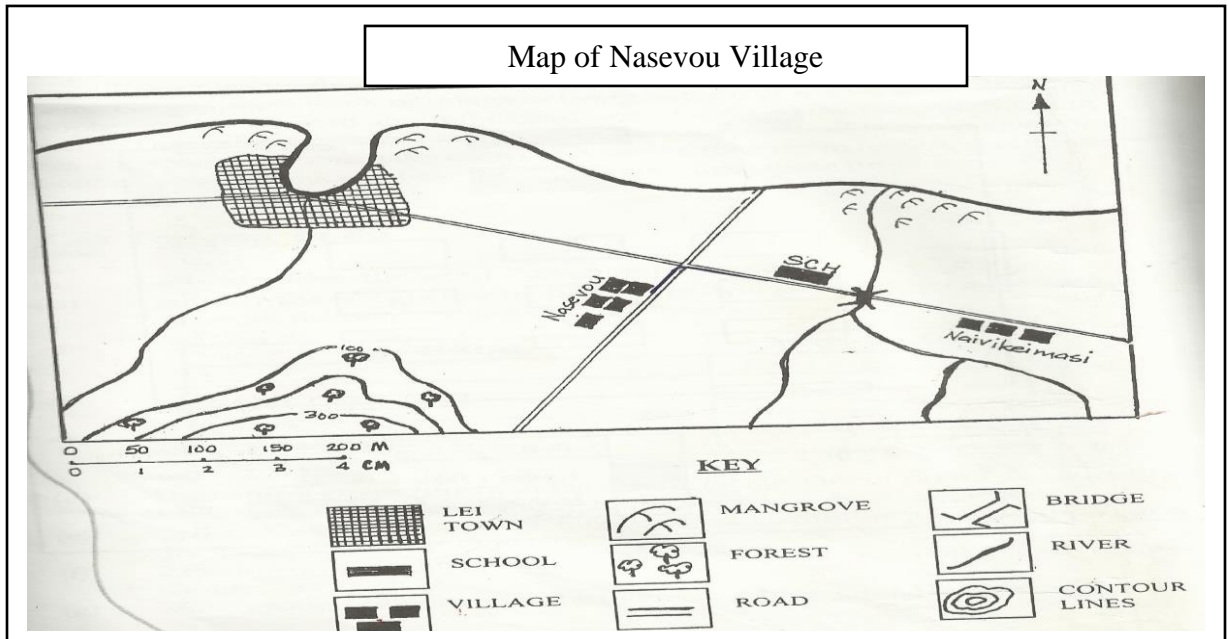 Map of Nasevou Village
N
SCH
Nasevou
Naivikeimasi
100
300
0 50 100 150 200 M
0 1 2 3 4 CM
KEY
LEI TOWN
MANGROVE
BRIDGE
SCHOOL
FOREST
RIVER
VILLAGE
ROAD
CONTOUR LINES